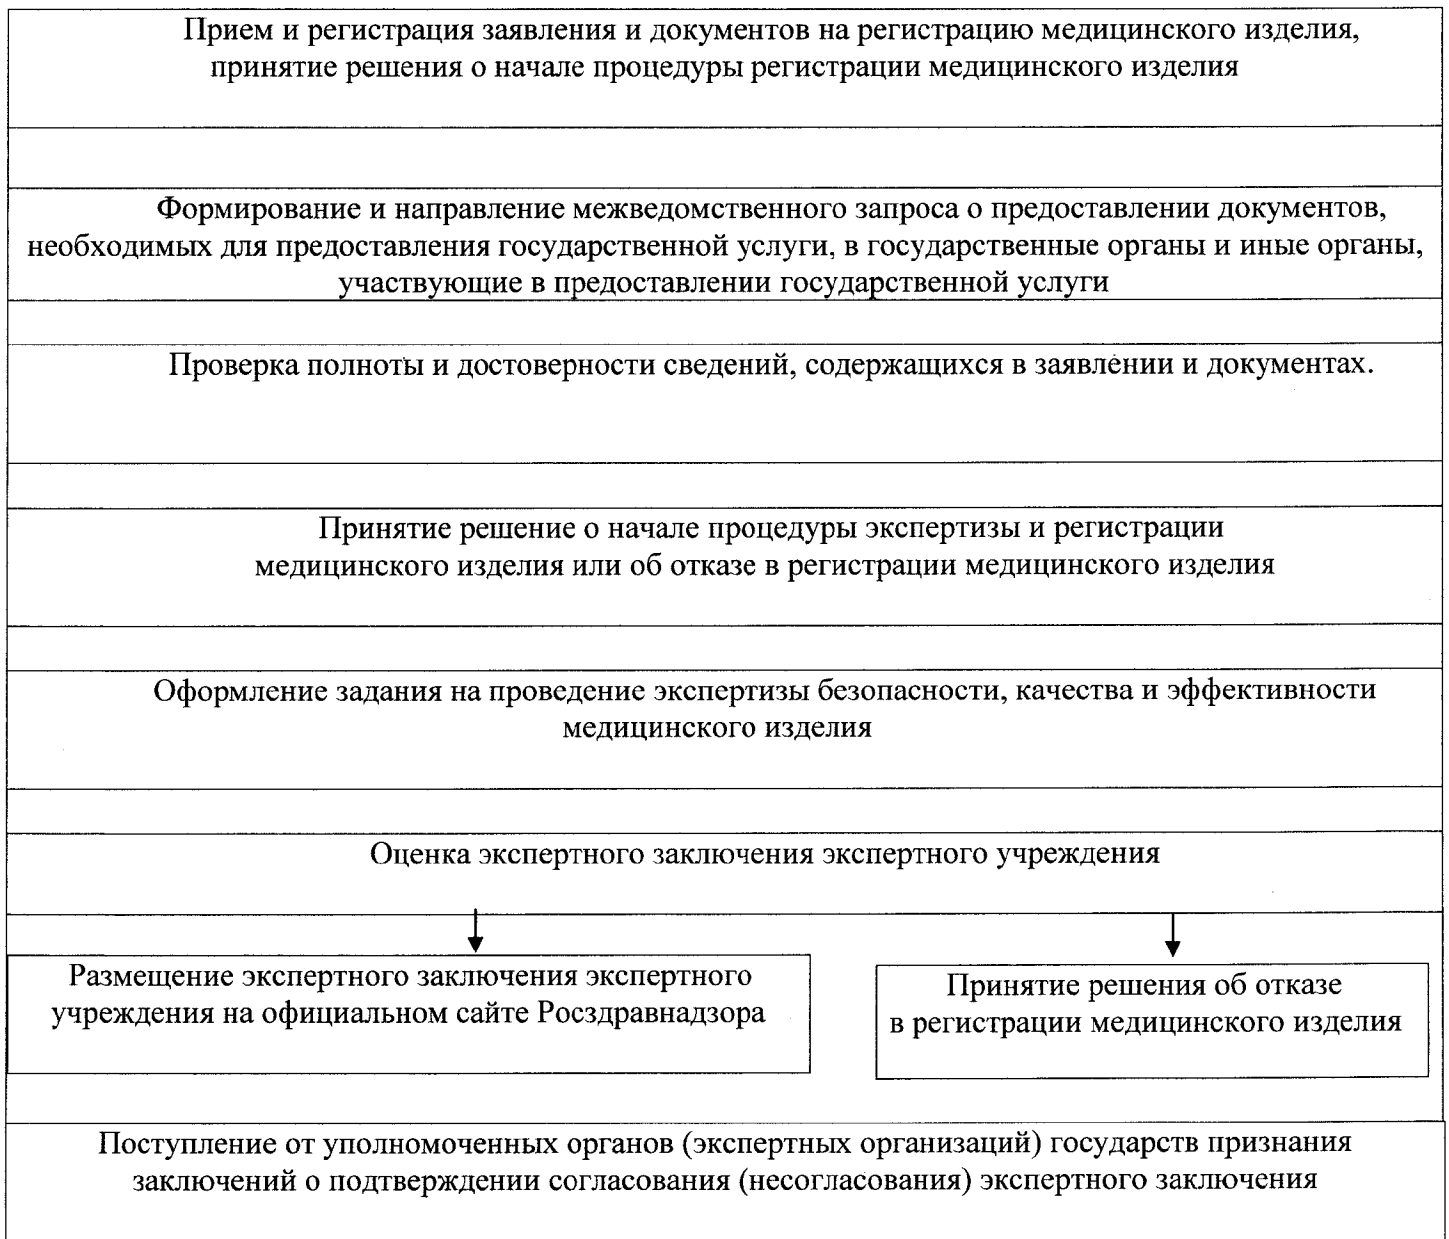 Прием и регистрация заявления и документов на регистрацию медицинского изделия,
принятие решения о начале процедуры регистрации медицинского изделия
Формирование и направление межведомственного запроса о предоставлении документов,
необходимых для предоставления государственной услуги, в государственные органы и иные органы,
участвующие в предоставлении государственной услуги
Проверка полноты и достоверности сведений, содержащихся в заявлении и документах.
Принятие решение о начале процедуры экспертизы и регистрации
медицинского изделия или об отказе в регистрации медицинского изделия
Оформление задания на проведение экспертизы безопасности, качества и эффективности
медицинского изделия
Оценка экспертного заключения экспертного учреждения
Размещение экспертного заключения экспертного
учреждения на официальном сайте Росздравнадзора
Принятие решения об отказе
в регистрации медицинского изделия
Поступление от уполномоченных органов (экспертных организаций) государств признания
заключений о подтверждении согласования (несогласования) экспертного заключения